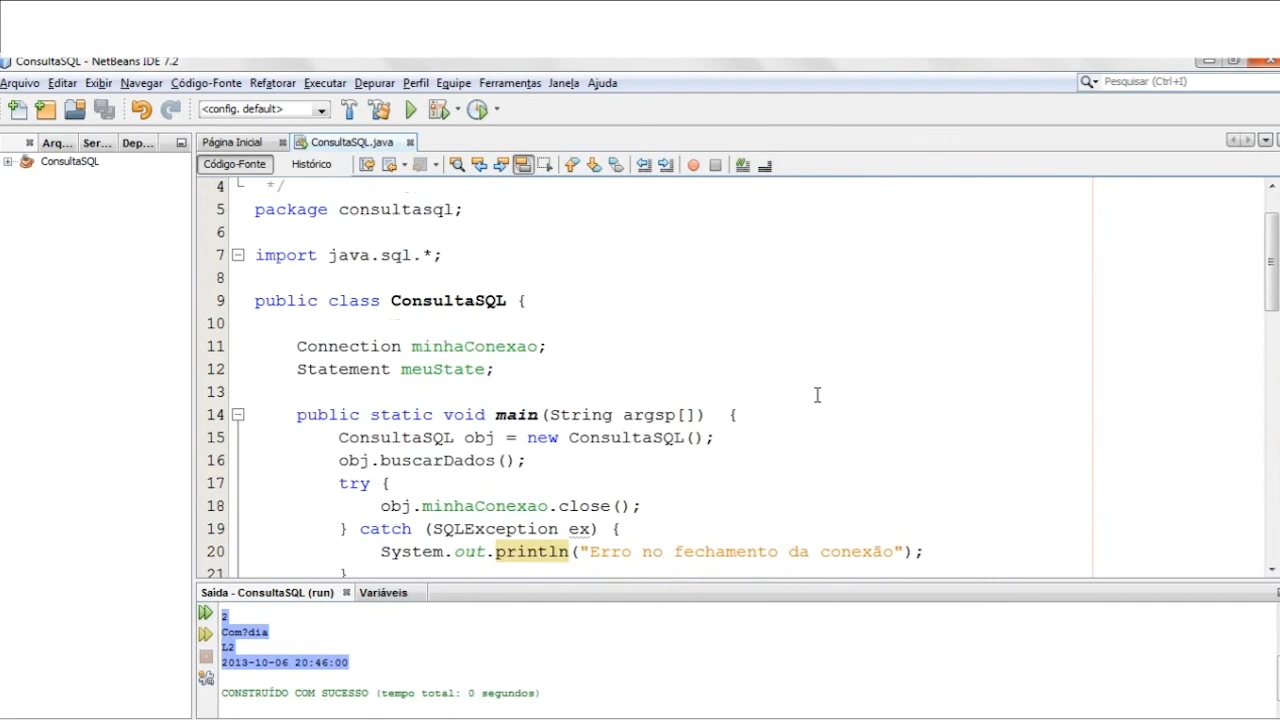 ConsultaSQL - NetBeans IDE 7.2
Arquivo Editar Exibir Navegar Código-Fonte Refatorar Executar Depurar Perfil Equipe Ferramentas Janela Ajuda
Pesquisar (Ctrl+I)
<config. default>
Arq... Ser... Dep...
Página Inicial ConsultaSQL.java
ConsultaSQL
Código-Fonte Histórico
4 */
5 package consultasql;
6
7 import java.sql.*;
8
9 public class ConsultaSQL {
10
11 Connection minhaConexao;
12 Statement meuState;
13
14 public static void main(String argsp[]) {
15 ConsultaSQL obj = new ConsultaSQL();
16 obj.buscarDados();
17 try {
18 obj.minhaConexao.close();
19 } catch (SQLException ex) {
20 System.out.println("Erro no fechamento da conexão");
21 }
Saída - ConsultaSQL (run) Variáveis
2
Com?dia
L2
2013-10-06 20:46:00
CONSTRUÍDO COM SUCESSO (tempo total: 0 segundos)